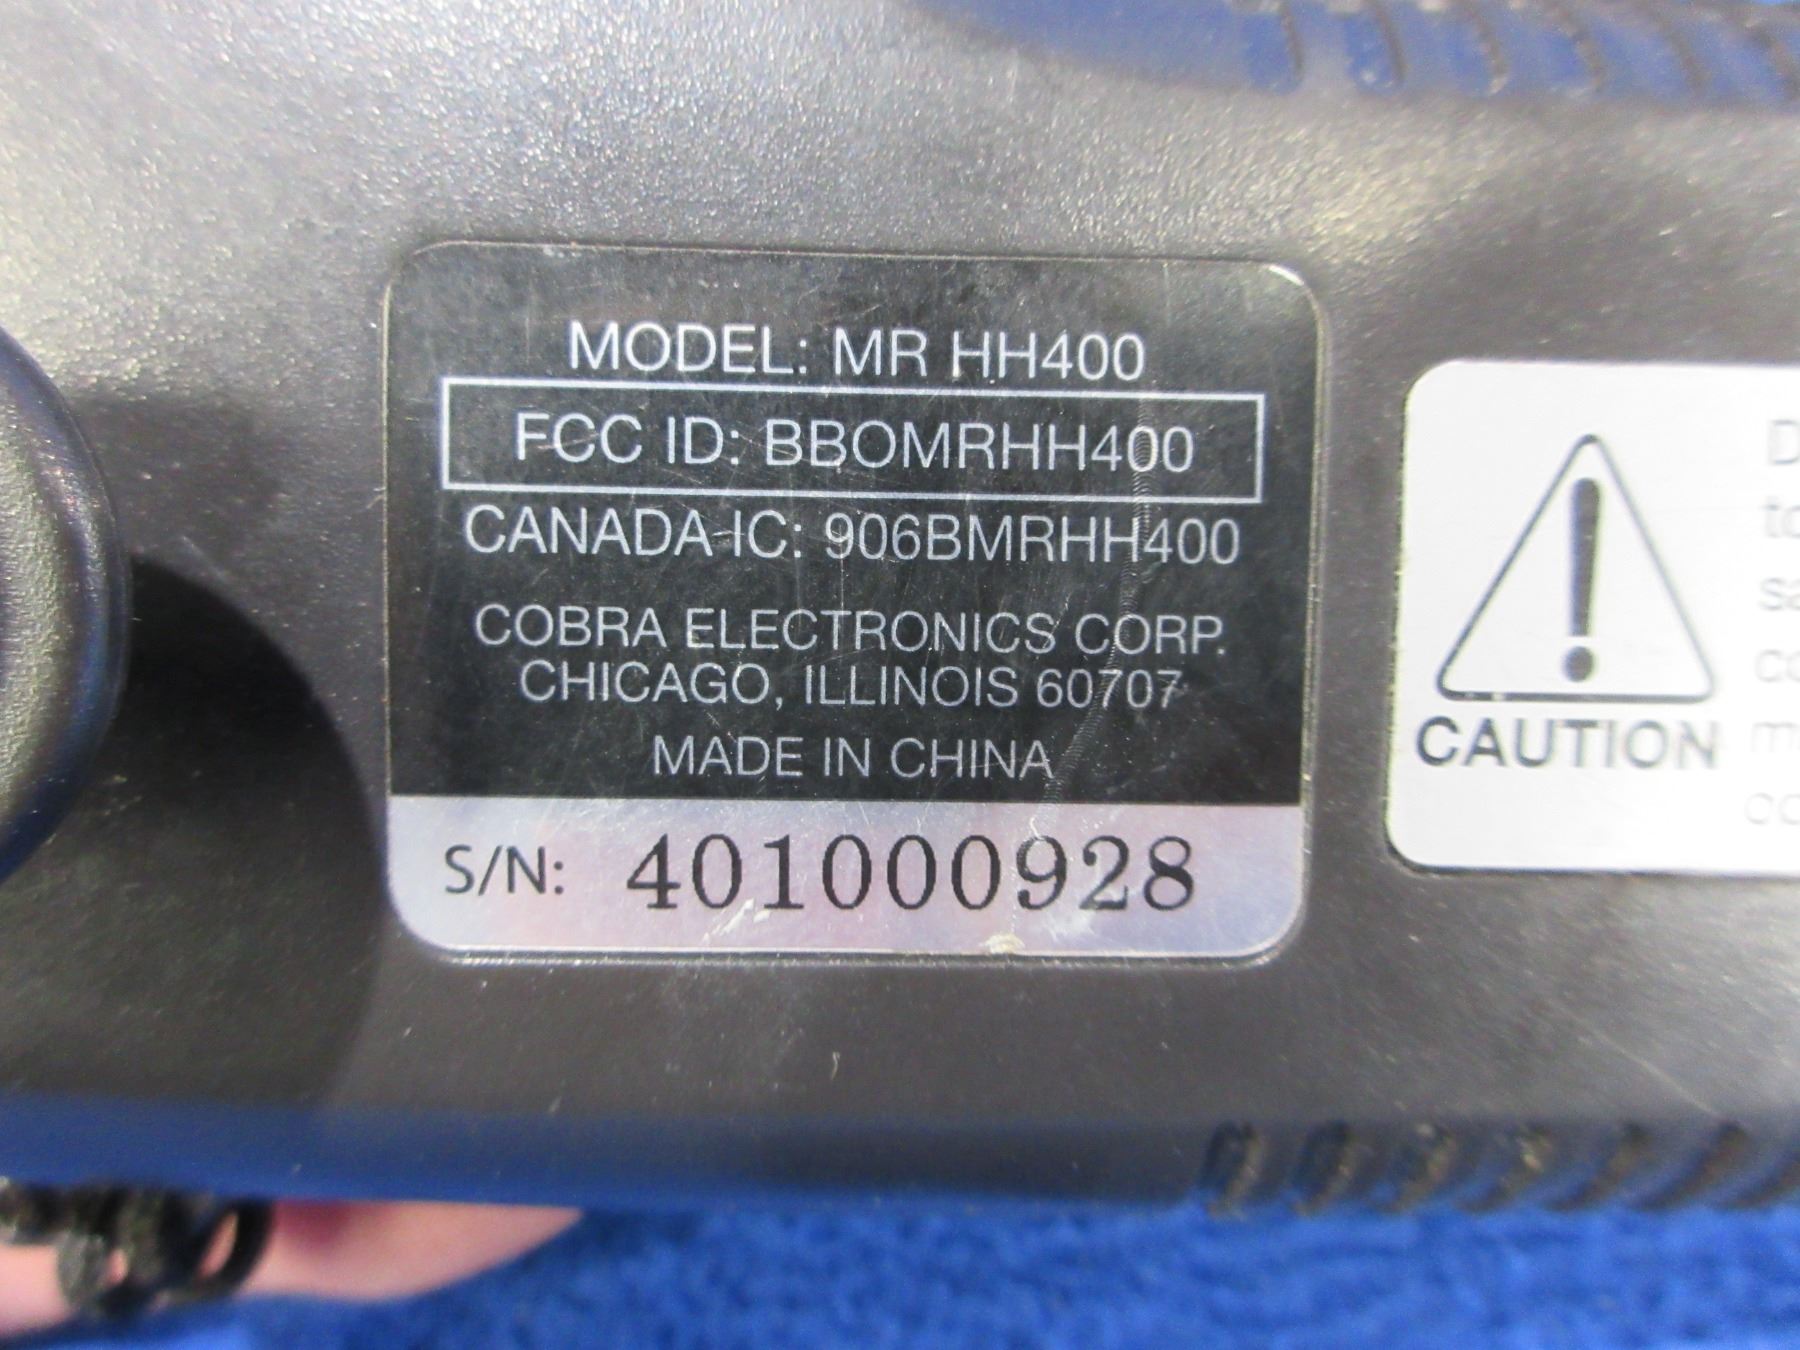 MODEL: MR HH400
FCC ID: BBOMRHH400
CANADA IC: 906BMRHH400
COBRA ELECTRONICS CORP.
CHICAGO, ILLINOIS 60707
MADE IN CHINA
S/N: 401000928
CAUTION